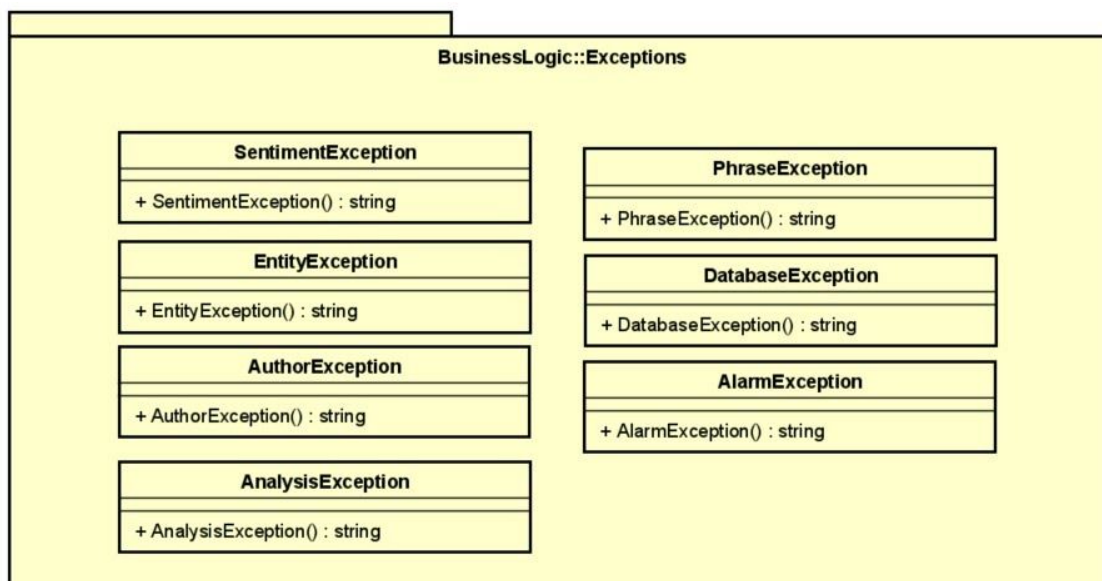 BusinessLogic::Exceptions
SentimentException
+ SentimentException() : string
EntityException
+ EntityException() : string
AuthorException
+ AuthorException() : string
AnalysisException
+ AnalysisException() : string
PhraseException
+ PhraseException() : string
DatabaseException
+ DatabaseException() : string
AlarmException
+ AlarmException() : string